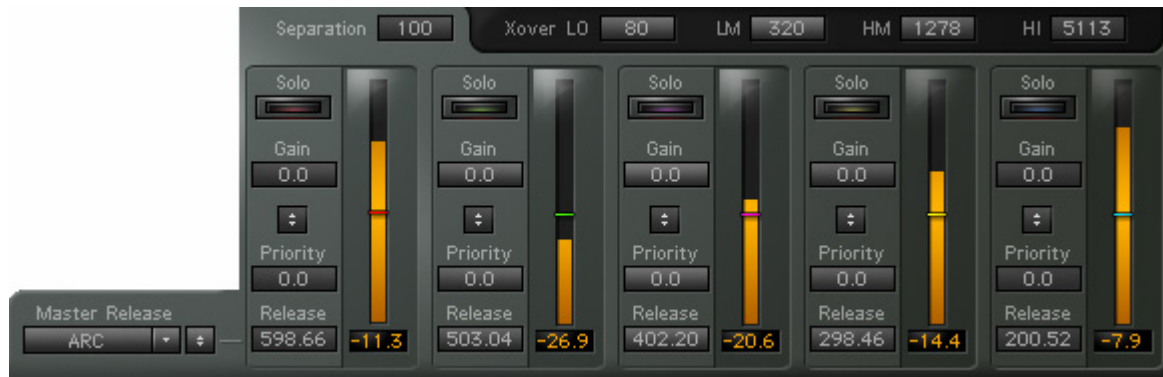 Separation 100 Xover LO 80 LM 320 HM 1278 HI 5113
Solo Solo Solo Solo Solo
Gain Gain Gain Gain Gain
0.0 0.0 0.0 0.0 0.0
Priority Priority Priority Priority Priority
0.0 0.0 0.0 0.0 0.0
Master Release Release Release Release Release Release
ARC 598.66 -11.3 503.04 -26.9 402.20 -20.6 298.46 -14.4 200.52 -7.9